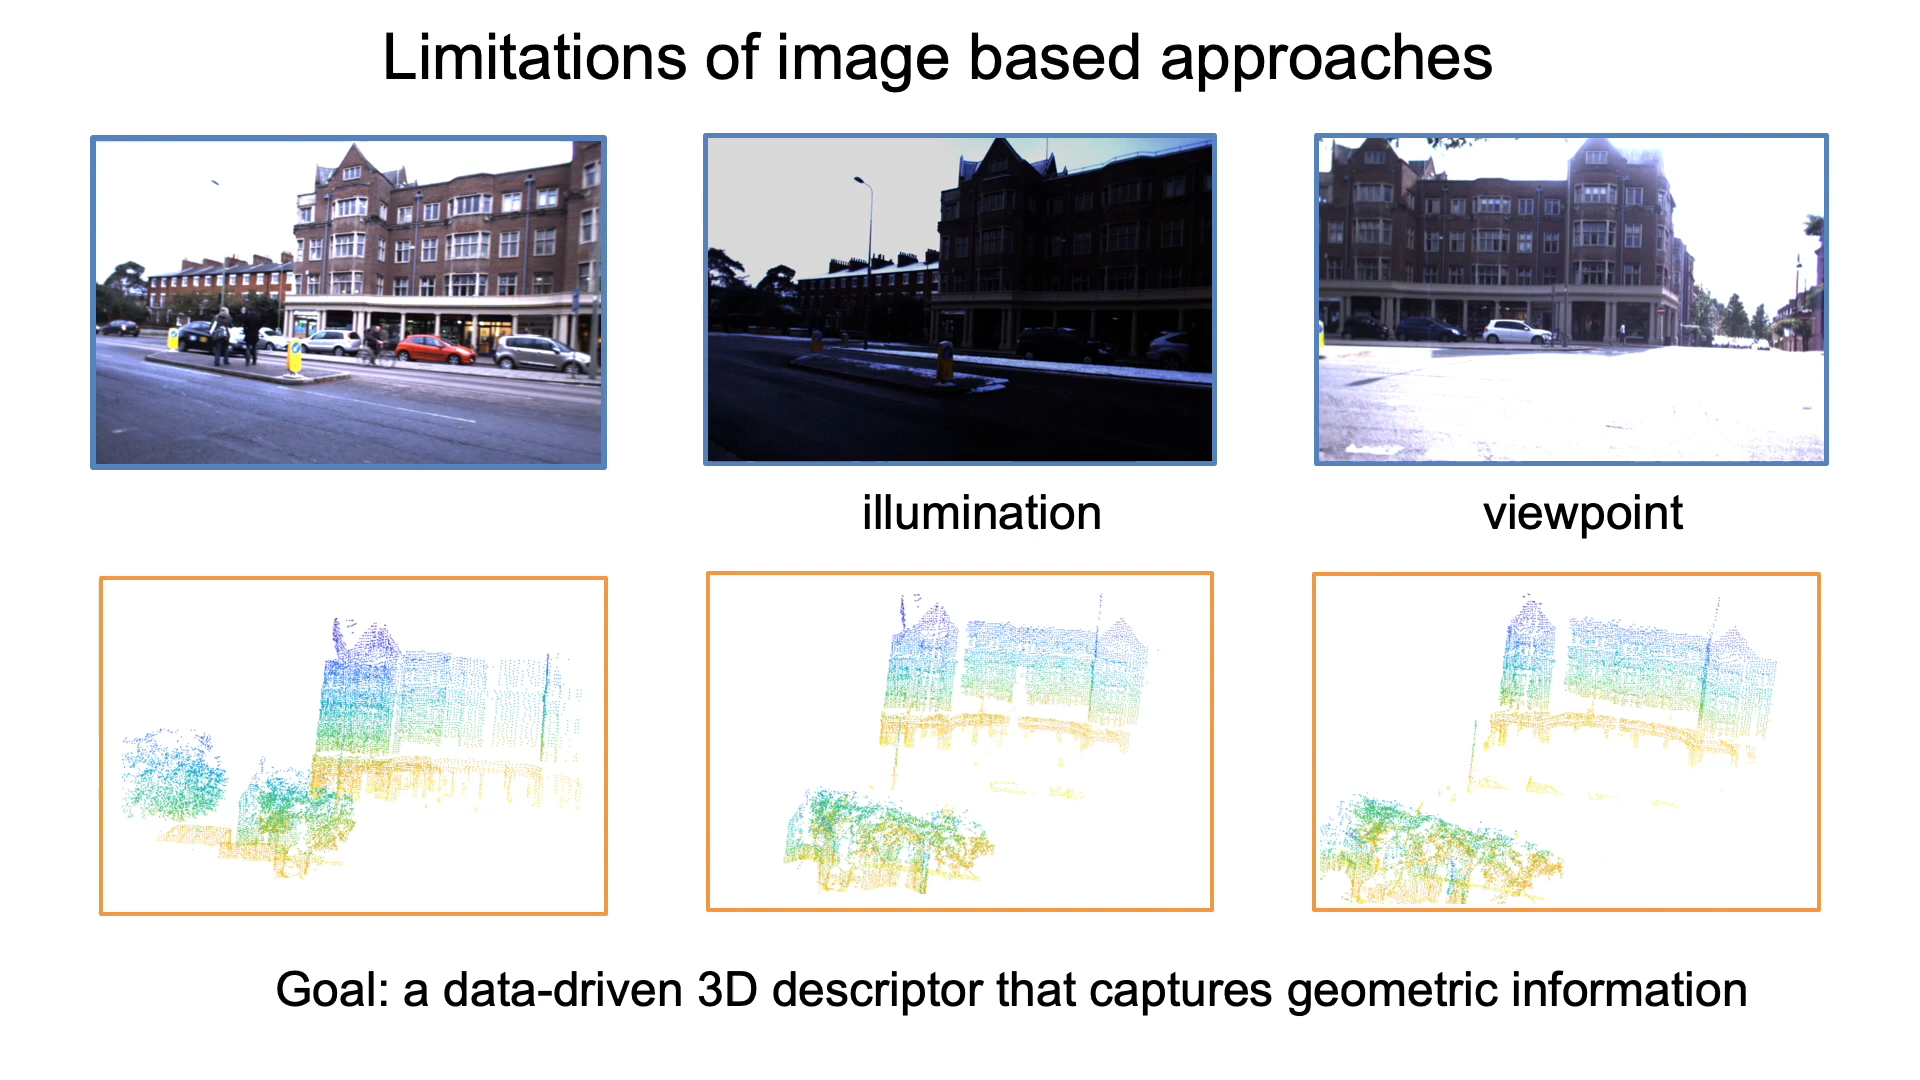 Limitations of image based approaches
illumination
viewpoint
Goal: a data-driven 3D descriptor that captures geometric information